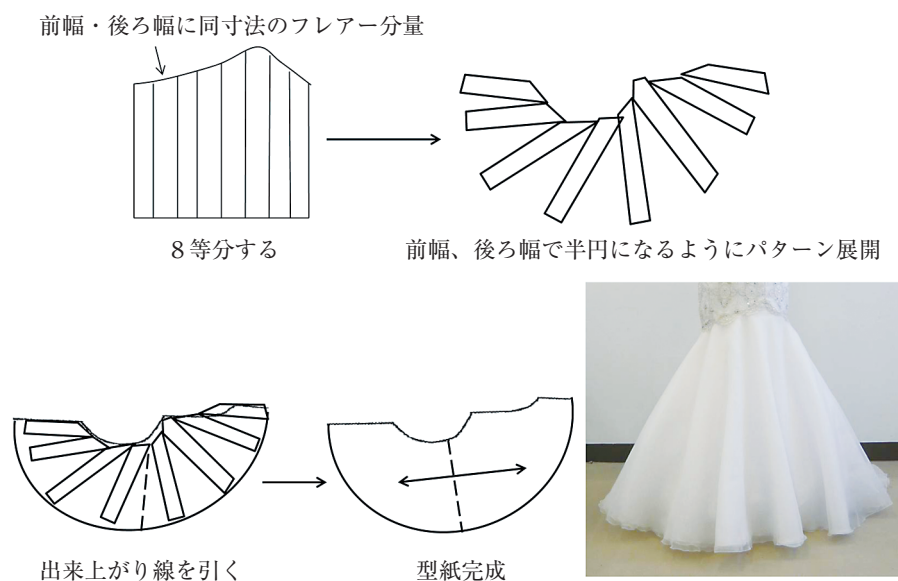 前幅・後ろ幅に同寸法のフレアー分量
８等分する
前幅、後ろ幅で半円になるようにパターン展開
出来上がり線を引く
型紙完成